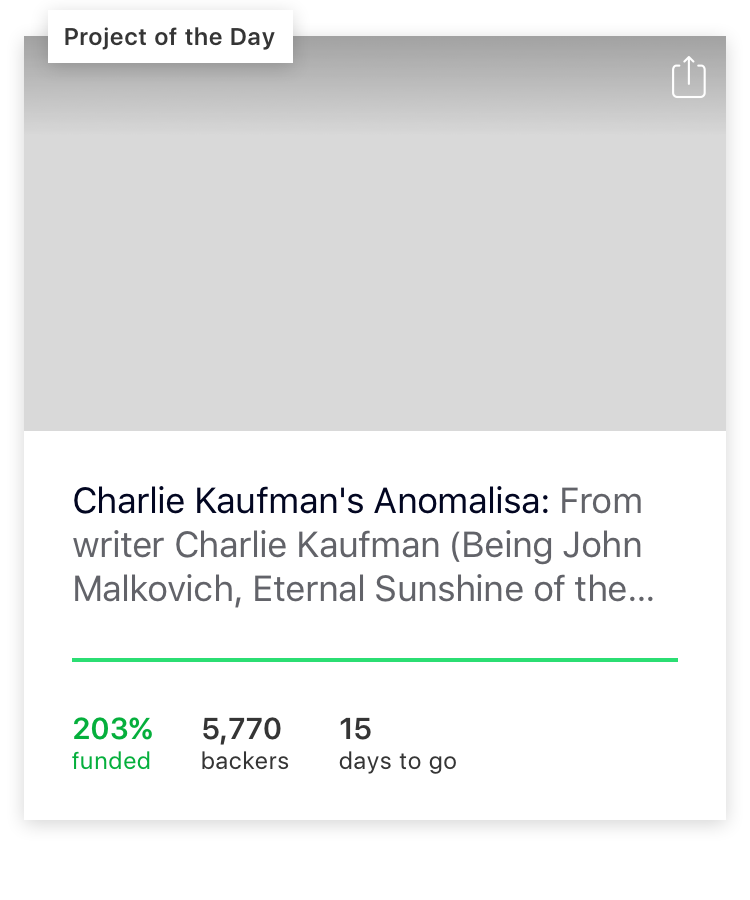 Project of the Day
Charlie Kaufman's Anomalisa: From
writer Charlie Kaufman (Being John
Malkovich, Eternal Sunshine of the...
203% 5,770 15
funded backers days to go